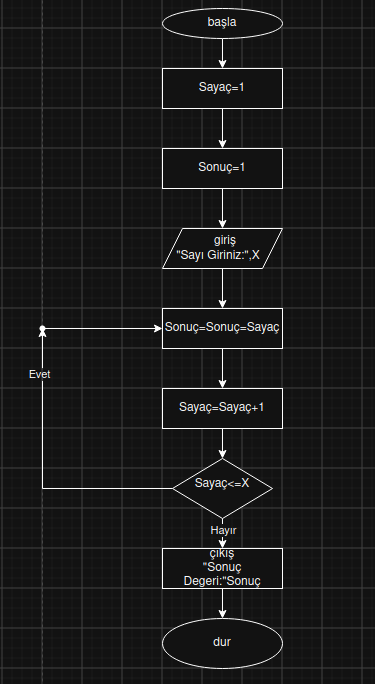 başla
Sayaç=1
Sonuç=1
giriş
"Sayı Giriniz:",X
Sonuç=Sonuç=Sayaç
Evet
Sayaç=Sayaç+1
Sayaç<=X
Hayır
çıkış
"Sonuç
Degeri:"Sonuç
dur